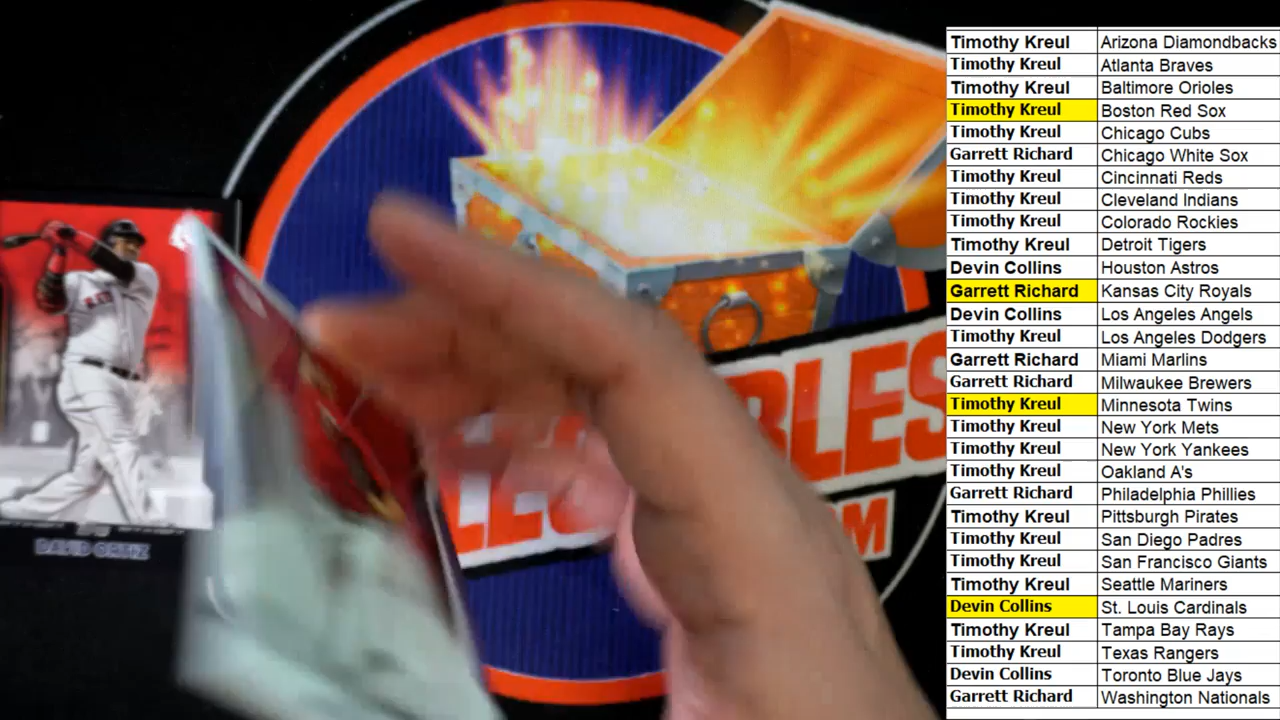 Timothy Kreul Arizona Diamondbacks
Timothy Kreul Atlanta Braves
Timothy Kreul Baltimore Orioles
Timothy Kreul Boston Red Sox
Timothy Kreul Chicago Cubs
Garrett Richard Chicago White Sox
Timothy Kreul Cincinnati Reds
Timothy Kreul Cleveland Indians
Timothy Kreul Colorado Rockies
Timothy Kreul Detroit Tigers
Devin Collins Houston Astros
Garrett Richard Kansas City Royals
Devin Collins Los Angeles Angels
Timothy Kreul Los Angeles Dodgers
Garrett Richard Miami Marlins
Garrett Richard Milwaukee Brewers
Timothy Kreul Minnesota Twins
Timothy Kreul New York Mets
Timothy Kreul New York Yankees
Timothy Kreul Oakland A's
Garrett Richard Philadelphia Phillies
Timothy Kreul Pittsburgh Pirates
Timothy Kreul San Diego Padres
Timothy Kreul San Francisco Giants
Timothy Kreul Seattle Mariners
Devin Collins St. Louis Cardinals
Timothy Kreul Tampa Bay Rays
Timothy Kreul Texas Rangers
Devin Collins Toronto Blue Jays
Garrett Richard Washington Nationals
DAVID ORTIZ